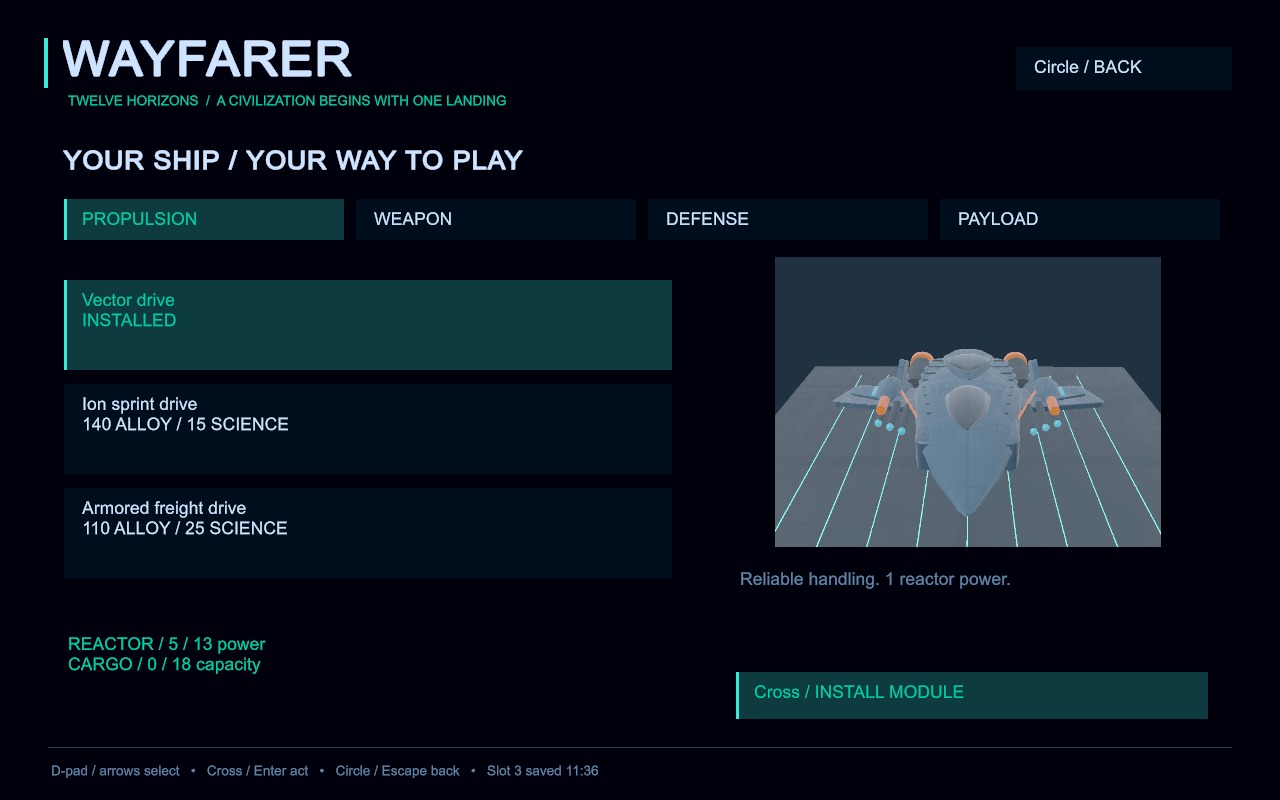 WAYFARER
TWELVE HORIZONS / A CIVILIZATION BEGINS WITH ONE LANDING
Circle / BACK
YOUR SHIP / YOUR WAY TO PLAY
PROPULSION
WEAPON
DEFENSE
PAYLOAD
Vector drive
INSTALLED
Ion sprint drive
140 ALLOY / 15 SCIENCE
Armored freight drive
110 ALLOY / 25 SCIENCE
Reliable handling. 1 reactor power.
REACTOR / 5 / 13 power
CARGO / 0 / 18 capacity
Cross / INSTALL MODULE
D-pad / arrows select • Cross / Enter act • Circle / Escape back • Slot 3 saved 11:36